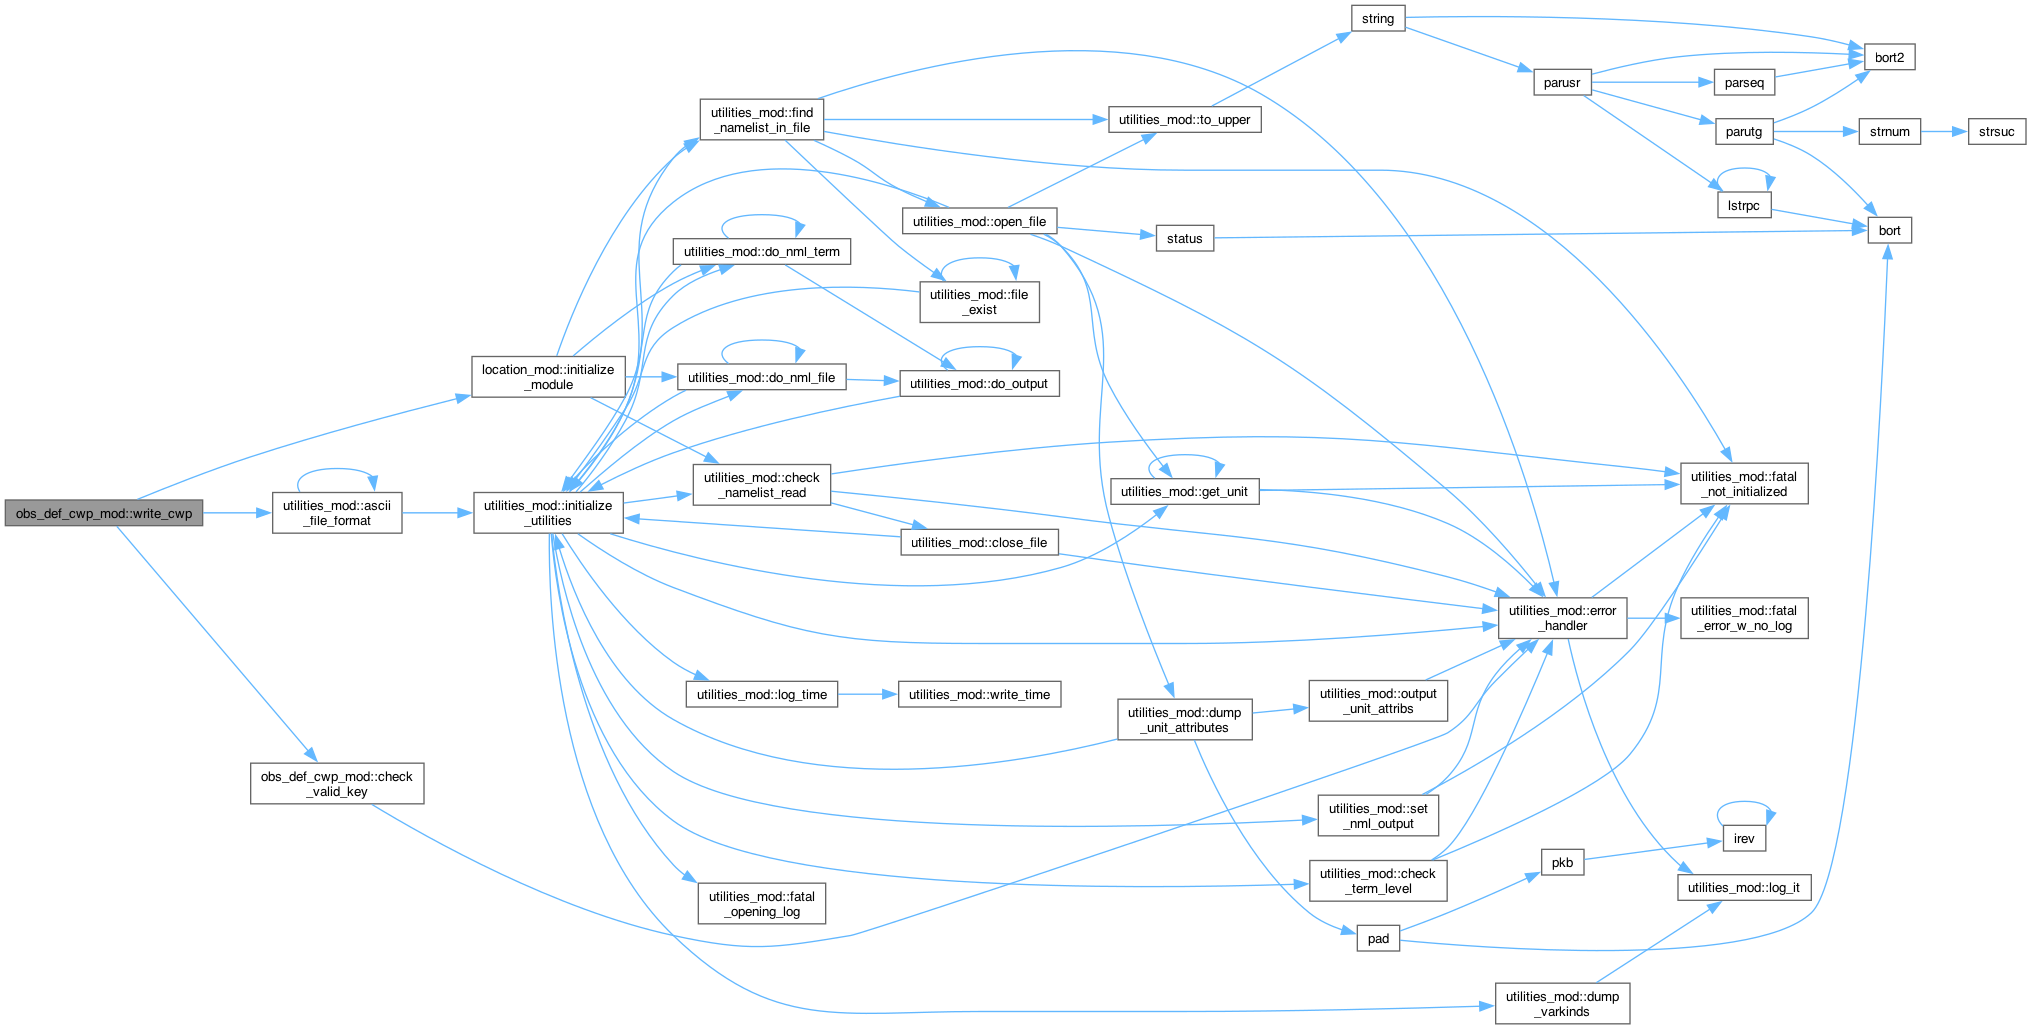 obs_def_cwp_mod::write_cwp
location_mod::initialize
_module
utilities_mod::ascii
_file_format
obs_def_cwp_mod::check
_valid_key
utilities_mod::initialize
_utilities
utilities_mod::find
_namelist_in_file
utilities_mod::do_nml_term
utilities_mod::do_nml_file
utilities_mod::check
_namelist_read
utilities_mod::log_time
utilities_mod::fatal
_opening_log
utilities_mod::open_file
utilities_mod::file
_exist
utilities_mod::do_output
utilities_mod::close_file
utilities_mod::write_time
utilities_mod::to_upper
status
utilities_mod::get_unit
utilities_mod::dump
_unit_attributes
string
utilities_mod::output
_unit_attribs
utilities_mod::set
_nml_output
utilities_mod::check
_term_level
pad
parusr
utilities_mod::error
_handler
pkb
utilities_mod::dump
_varkinds
parseq
parutg
lstrpc
utilities_mod::fatal
_not_initialized
utilities_mod::fatal
_error_w_no_log
irev
utilities_mod::log_it
bort2
strnum
bort
strsuc